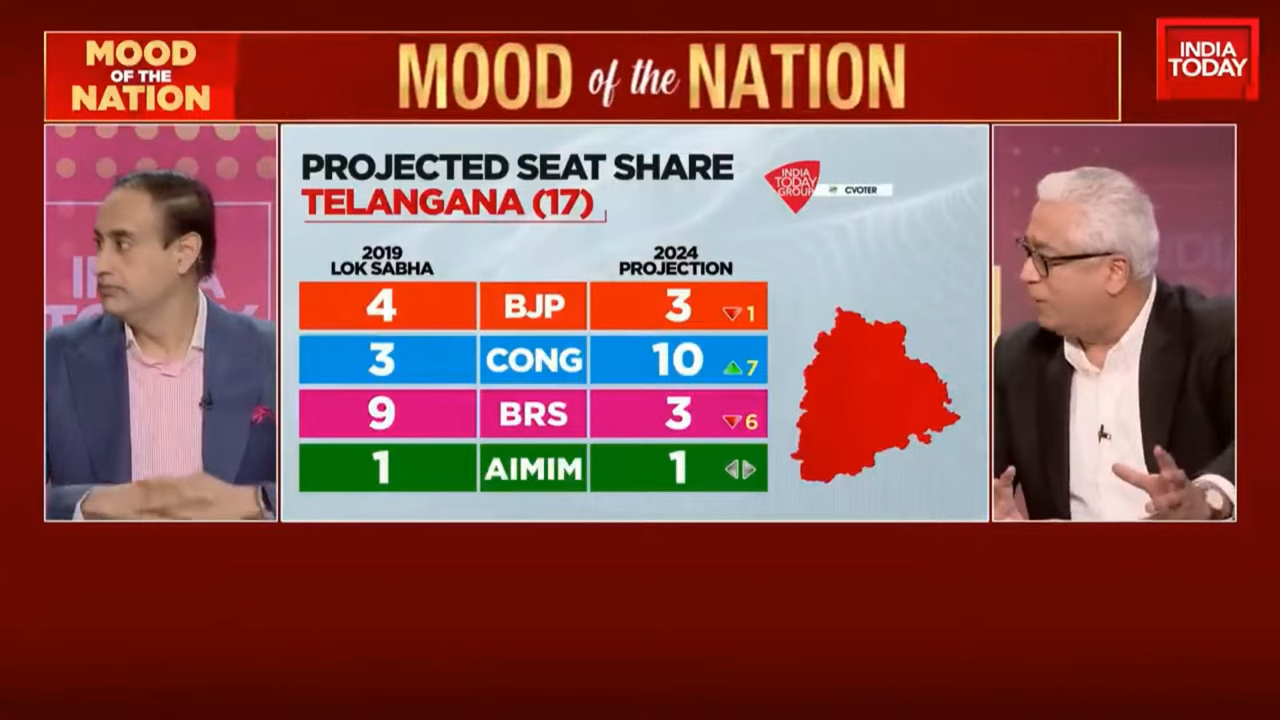 MOOD
OF THE
NATION
MOOD of the NATION
INDIA
TODAY
PROJECTED SEAT SHARE
TELANGANA (17)
INDIA
TODAY
GROUP
CVOTER
2019
LOK SABHA
2024
PROJECTION
4 BJP 3 1
3 CONG 10 7
9 BRS 3 6
1 AIMIM 1